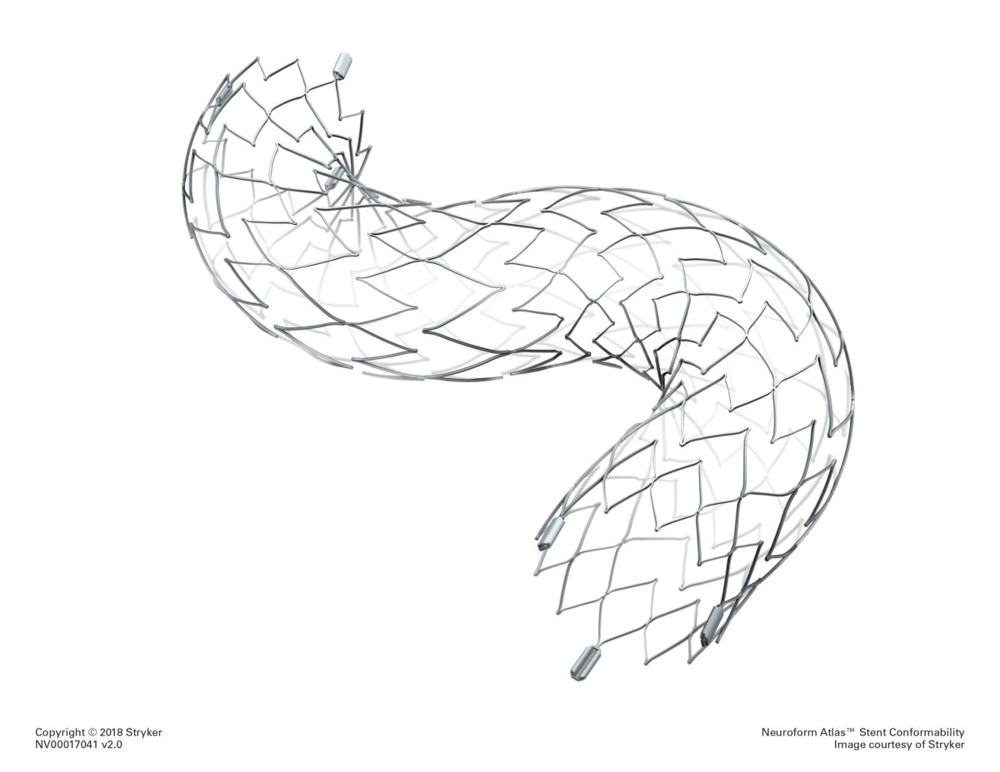 Copyright © 2018 Stryker
NV00017041 v2.0
Neuroform Atlas™ Stent Conformability
Image courtesy of Stryker